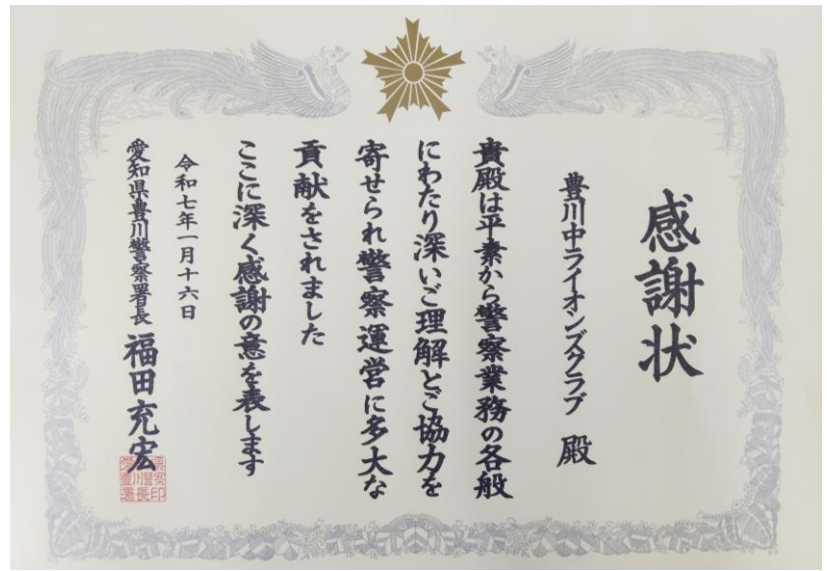 感謝状
豊川中ライオンズクラブ 殿
貴殿は平素から警察業務の各般
にわたり深いご理解とご協力を
寄せられ警察運営に多大な
貢献をされました
ここに深く感謝の意を表します
令和七年一月十六日
愛知県豊川警察署長 福田充宏